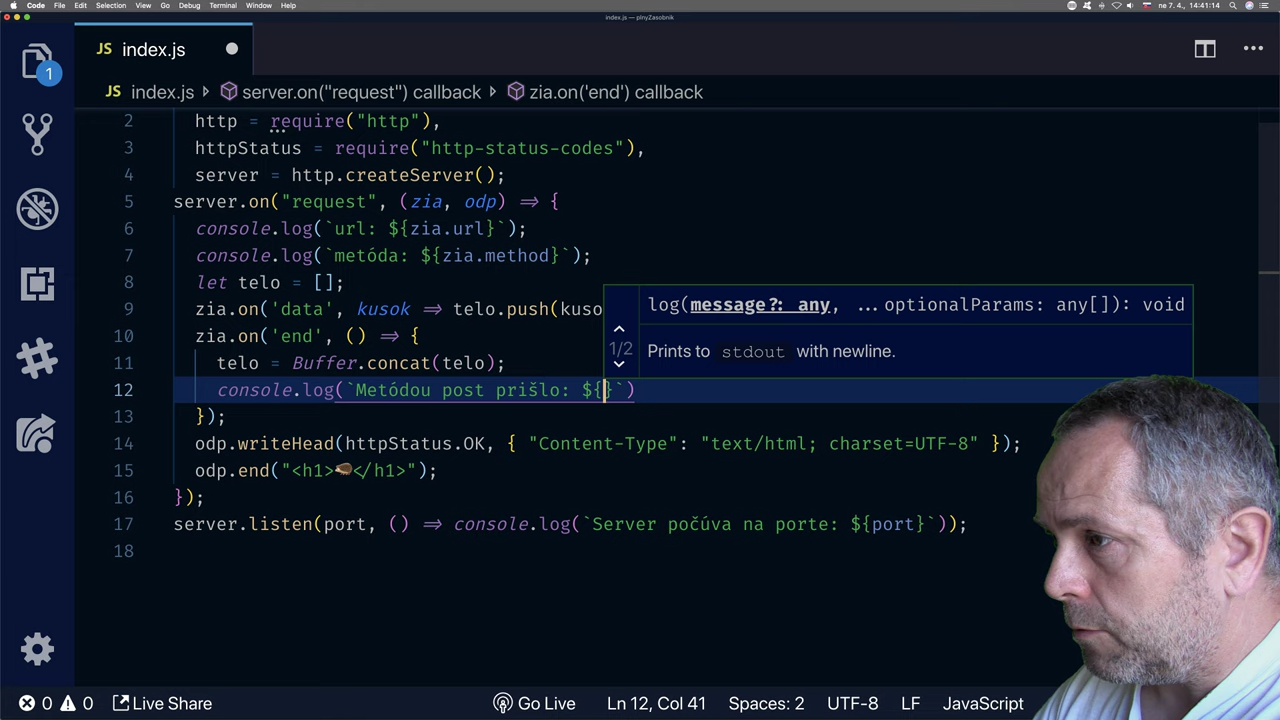 Code File Edit Selection View Go Debug Terminal Window Help
ne 7. 4., 14:41:14
index.js — plnyZasobnik
JS index.js
JS index.js server.on("request") callback zia.on('end') callback
1
2 http = require("http"),
3 httpStatus = require("http-status-codes"),
4 server = http.createServer();
5 server.on("request", (zia, odp) => {
6 console.log(`url: ${zia.url}`);
7 console.log(`metóda: ${zia.method}`);
8 let telo = [];
9 zia.on('data', kusok => telo.push(kuso
10 zia.on('end', () => {
11 telo = Buffer.concat(telo);
12 console.log(`Metódou post prišlo: ${}`)
13 });
14 odp.writeHead(httpStatus.OK, { "Content-Type": "text/html; charset=UTF-8" });
15 odp.end("<h1>🦔</h1>");
16 });
17 server.listen(port, () => console.log(`Server počúva na porte: ${port}`));
18
log(message?: any, ...optionalParams: any[]): void
1/2
Prints to stdout with newline.
0 0 Live Share Go Live Ln 12, Col 41 Spaces: 2 UTF-8 LF JavaScript